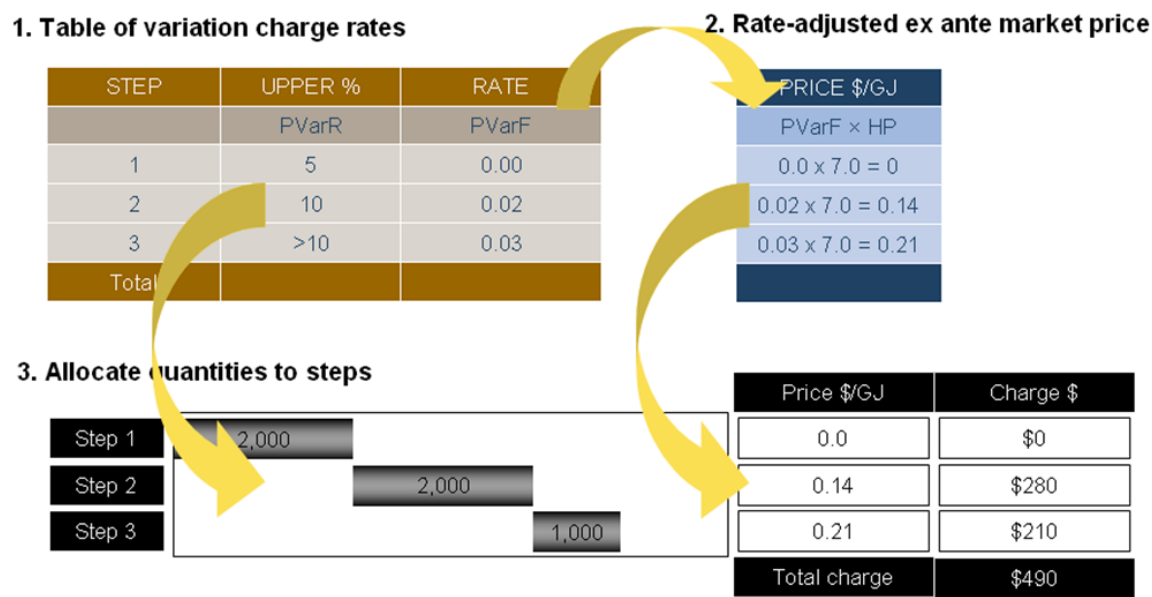 1. Table of variation charge rates
2. Rate-adjusted ex ante market price
STEP UPPER % RATE
PVarR PVarF
1 5 0.00
2 10 0.02
3 >10 0.03
Total
PRICE $/GJ
PVarF × HP
0.0 x 7.0 = 0
0.02 x 7.0 = 0.14
0.03 x 7.0 = 0.21
3. Allocate quantities to steps
Step 1 2,000
Step 2 2,000
Step 3 1,000
Price $/GJ Charge $
0.0 $0
0.14 $280
0.21 $210
Total charge $490